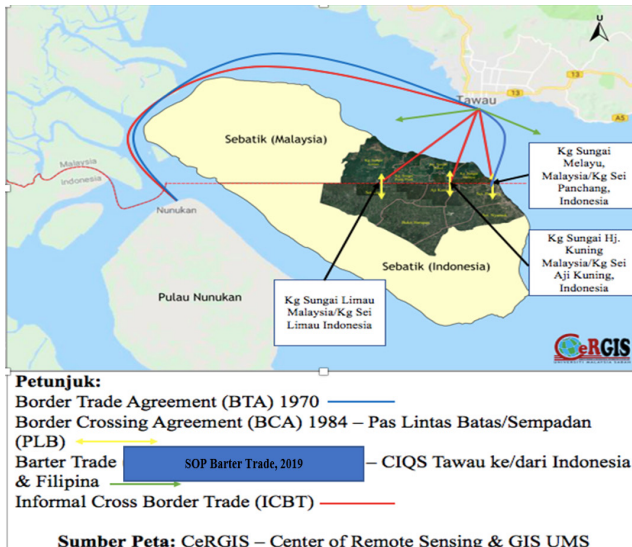 U
13
13
Tawau
A5
Sebatik (Malaysia)
Kg Sungai
Melayu,
Malaysia/Kg Sei
Panchang,
Indonesia
Malaysia
Indonesia
Nunukan
Kg Sungai Hj.
Kuning
Malaysia/Kg Sei
Aji Kuning,
Indonesia
Sebatik (Indonesia)
Pulau Nunukan
Kg Sungai Limau
Malaysia/Kg Sei
Limau Indonesia
CeRGIS
Petunjuk:
Border Trade Agreement (BTA) 1970
Border Crossing Agreement (BCA) 1984 – Pas Lintas Batas/Sempadan
(PLB)
Barter Trade ( SOP Barter Trade, 2019 – CIQS Tawau ke/dari Indonesia
& Filipina
Informal Cross Border Trade (ICBT)
Sumber Peta: CeRGIS – Center of Remote Sensing & GIS UMS